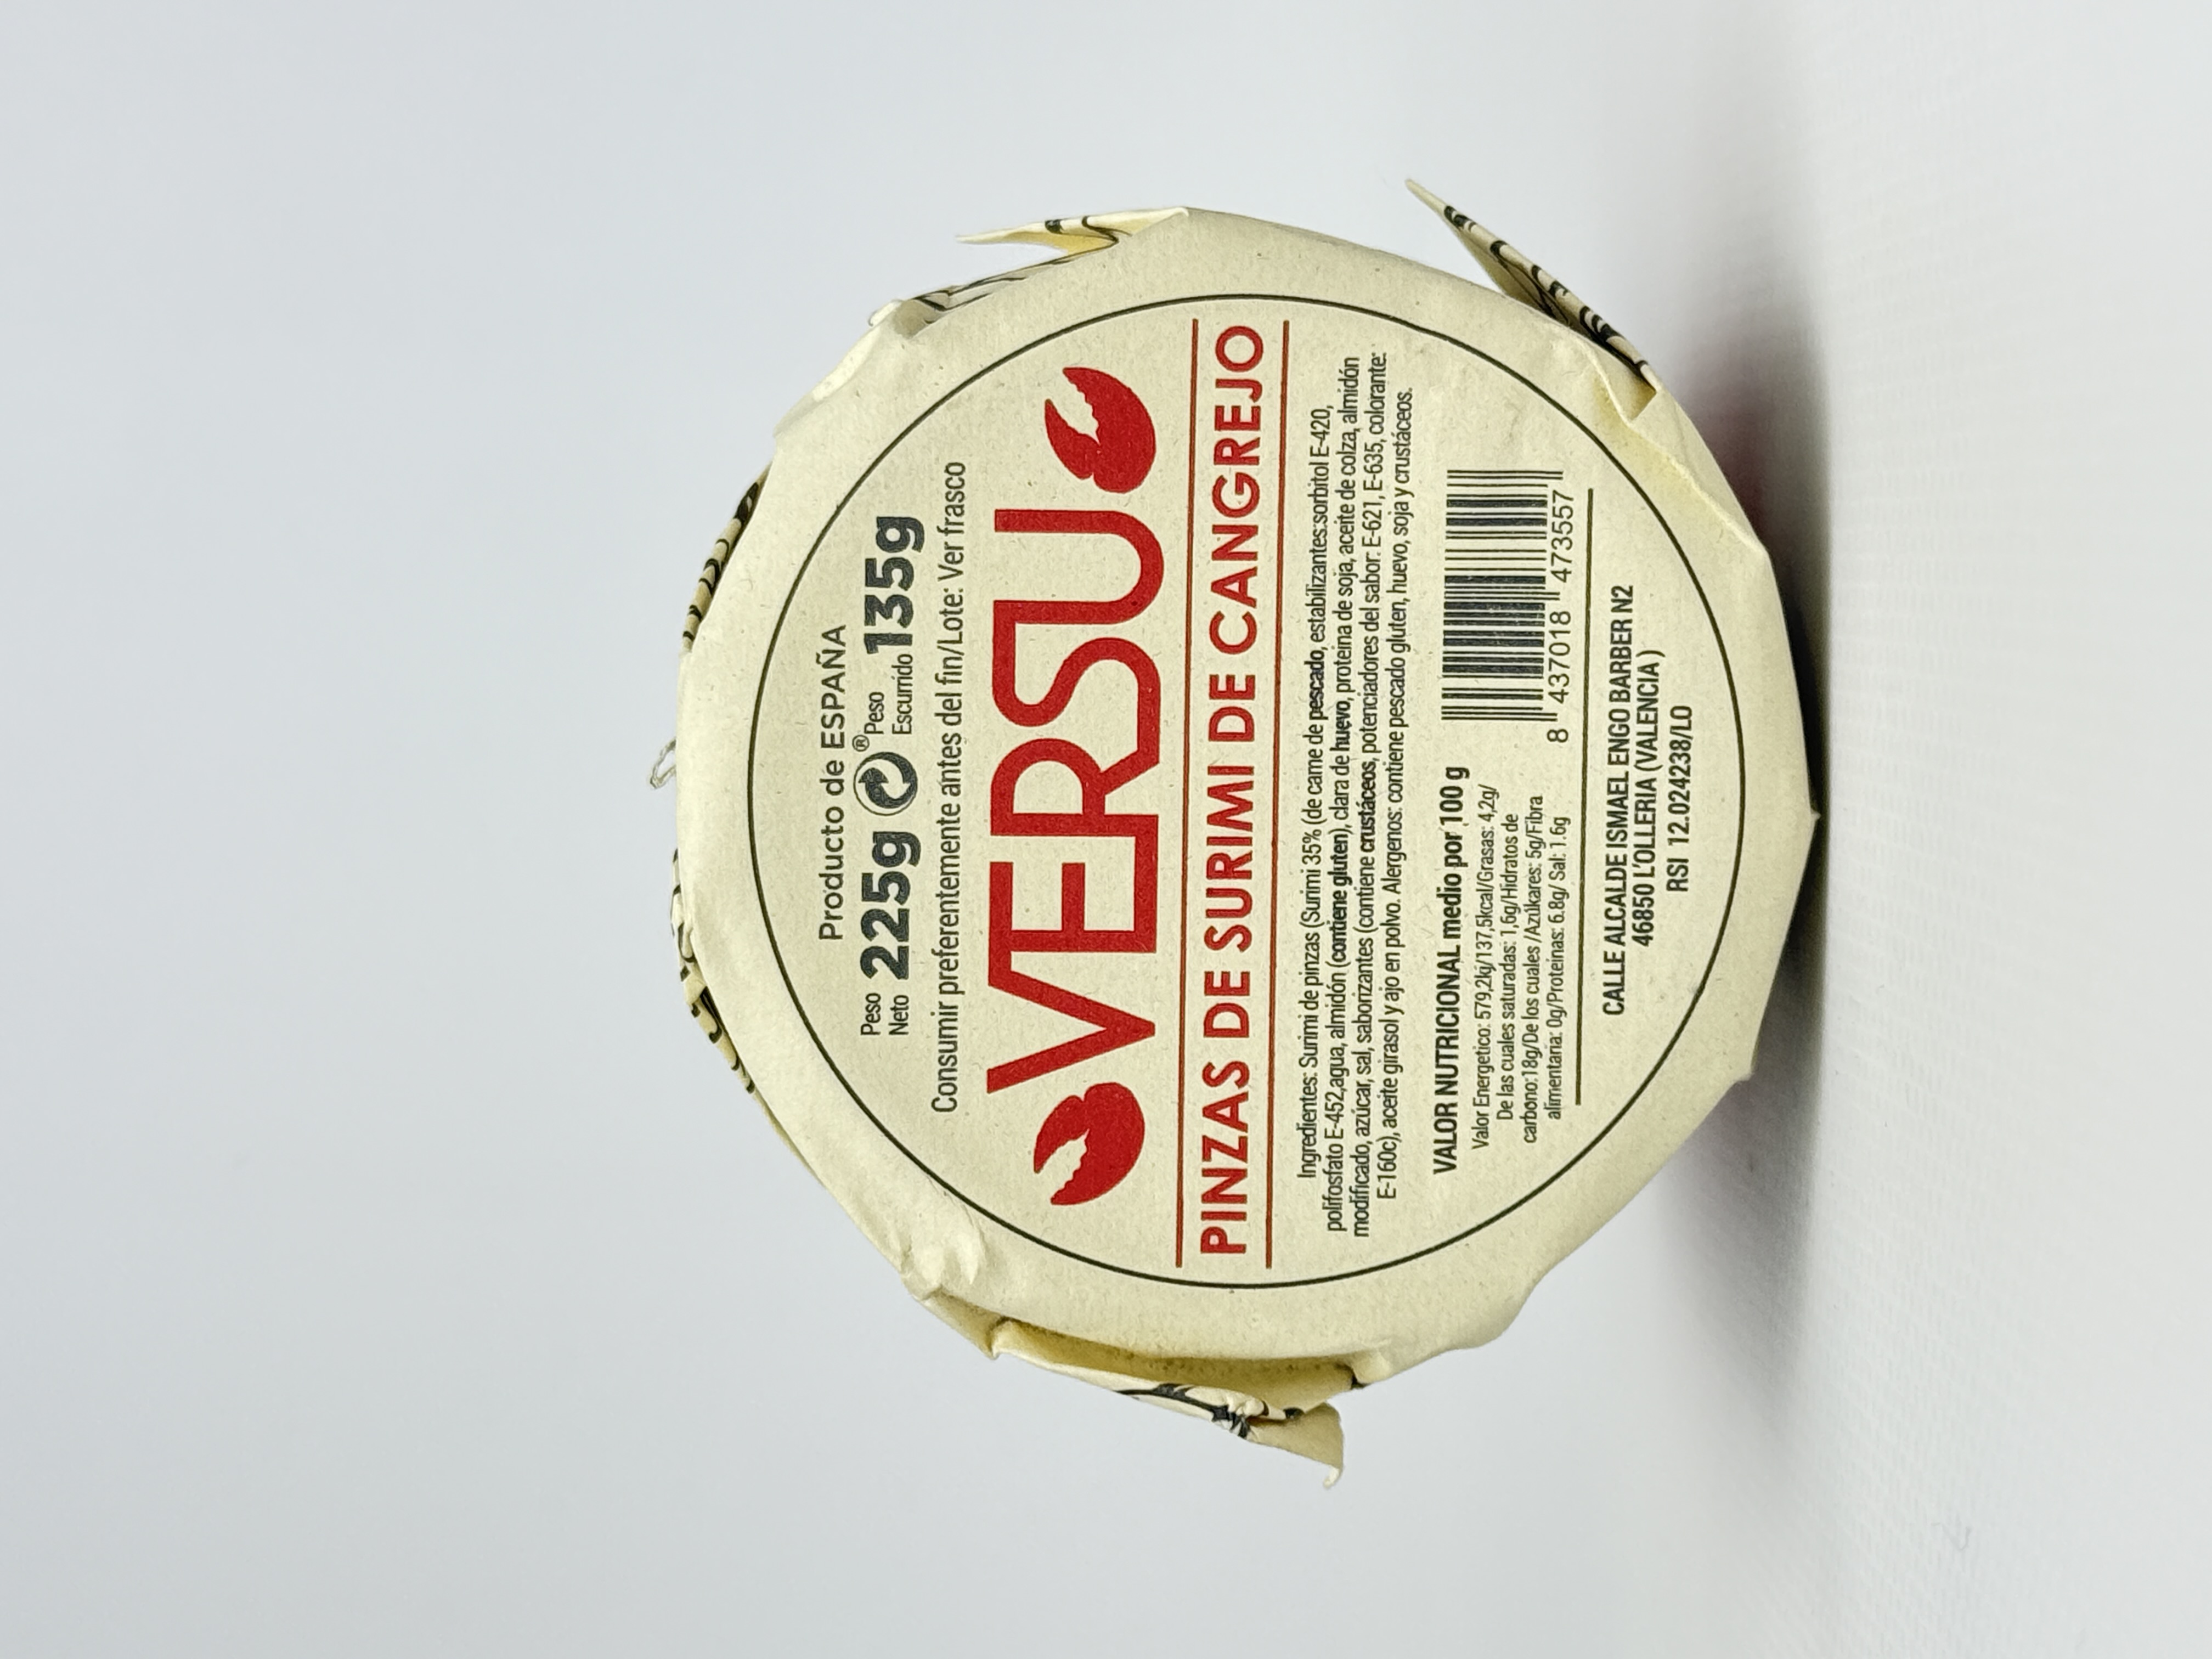 Producto de ESPAÑA
Peso Neto 225g ® Peso Escurrido 135g
Consumir preferentemente antes del fin/Lote: Ver frasco
VERSU
PINZAS DE SURIMI DE CANGREJO
Ingredientes: Surimi de pinzas (Surimi 35% (de carne de pescado, estabilizantes:sorbitol E-420,
polifosfato E-452,agua, almidón (contiene gluten), clara de huevo, proteína de soja, aceite de colza, almidón
modificado, azúcar, sal, saborizantes (contiene crustáceos, potenciadores del sabor: E-621, E-635, colorante:
E-160c), aceite girasol y ajo en polvo. Alergenos: contiene pescado gluten, huevo, soja y crustáceos.
VALOR NUTRICIONAL medio por 100 g
Valor Energetico: 579,2kj/137,5kcal/Grasas: 4,2g/
De las cuales saturadas: 1,6g/Hidratos de
carbono:18g/De los cuales /Azúlkares: 5g/Fibra
alimentaria: 0g/Proteinas: 6.8g/ Sal: 1.6g
8 437018 473557
CALLE ALCALDE ISMAEL ENGO BARBER N2
46850 L'OLLERIA (VALENCIA )
RSI 12.024238/LO